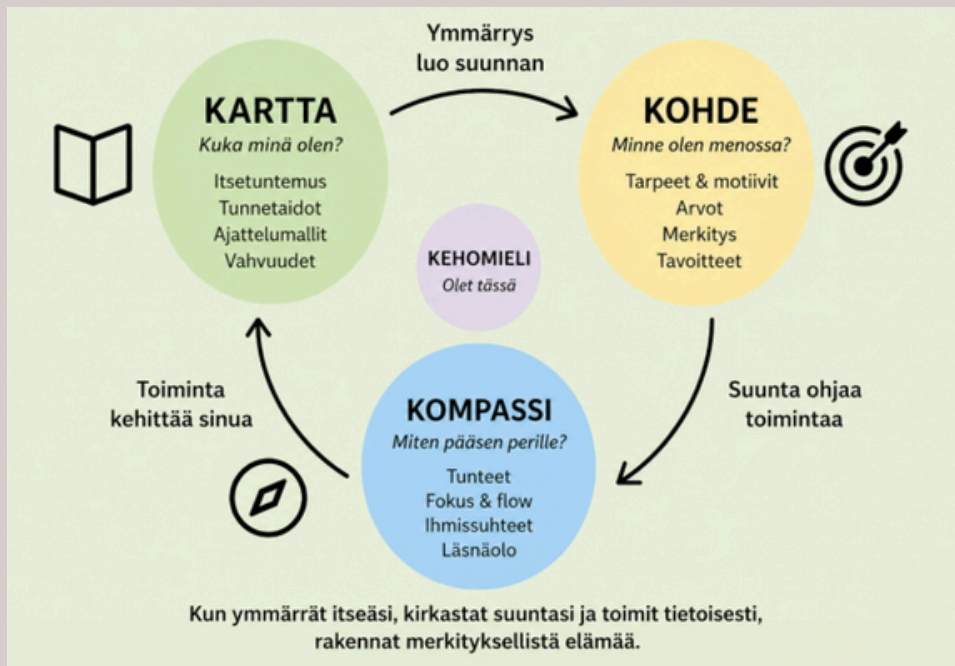 Ymmärrys
luo suunnan
KARTTA
Kuka minä olen?
Itsetuntemus
Tunnetaidot
Ajattelumallit
Vahvuudet
KOHDE
Minne olen menossa?
Tarpeet & motiivit
Arvot
Merkitys
Tavoitteet
KEHOMIELI
Olet tässä
Toiminta
kehittää sinua
Suunta ohjaa
toimintaa
KOMPASSI
Miten pääsen perille?
Tunteet
Fokus & flow
Ihmissuhteet
Läsnäolo
Kun ymmärrät itseäsi, kirkastat suuntasi ja toimit tietoisesti,
rakennat merkityksellistä elämää.